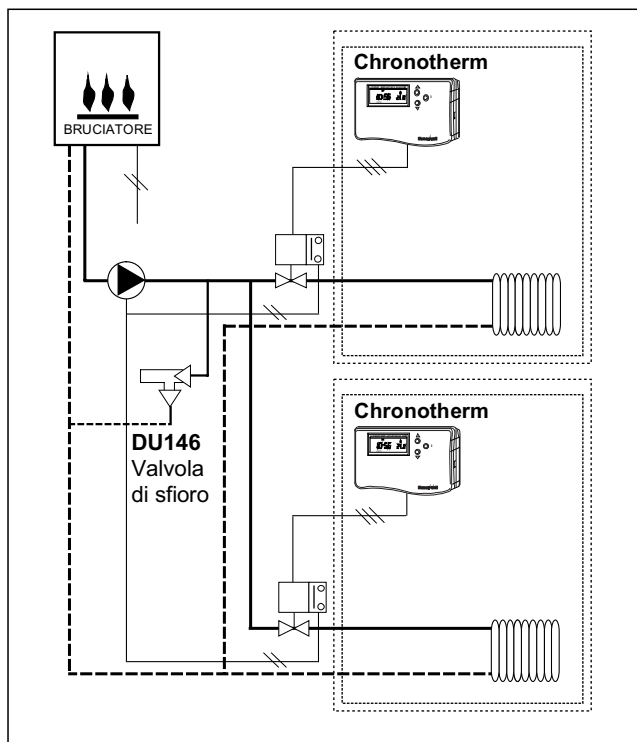 Chronotherm
BRUCIATORE
Chronotherm
DU146
Valvola
di sfioro